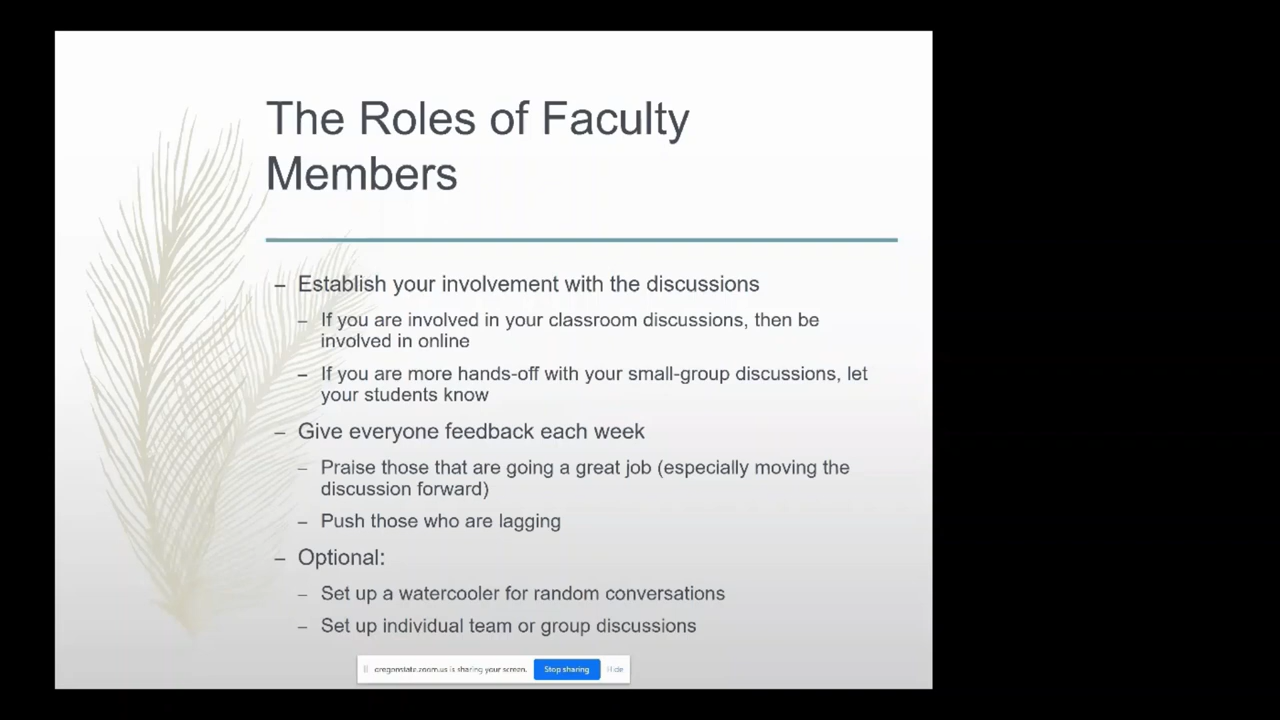 The Roles of Faculty
Members
– Establish your involvement with the discussions
– If you are involved in your classroom discussions, then be
involved in online
– If you are more hands-off with your small-group discussions, let
your students know
– Give everyone feedback each week
– Praise those that are going a great job (especially moving the
discussion forward)
– Push those who are lagging
– Optional:
– Set up a watercooler for random conversations
– Set up individual team or group discussions
oregonstate.zoom.us is sharing your screen. Stop sharing Hide